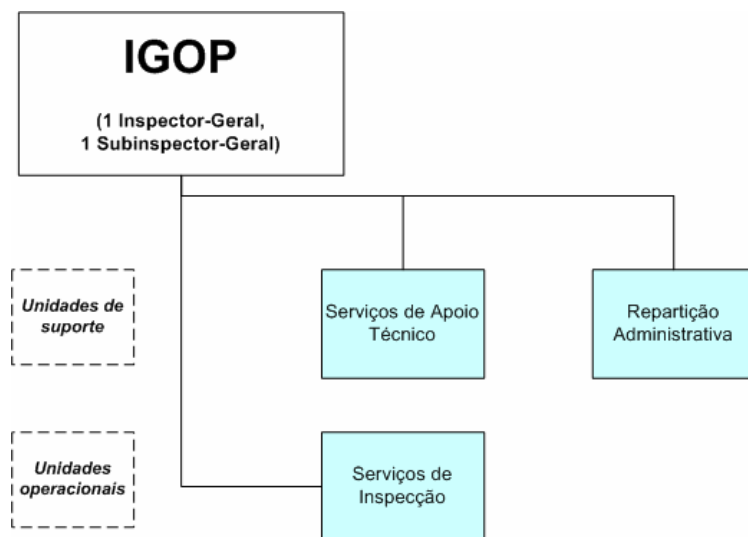 IGOP
(1 Inspector-Geral,
1 Subinspector-Geral)
Unidades de
suporte
Serviços de Apoio
Técnico
Repartição
Administrativa
Unidades
operacionais
Serviços de
Inspecção